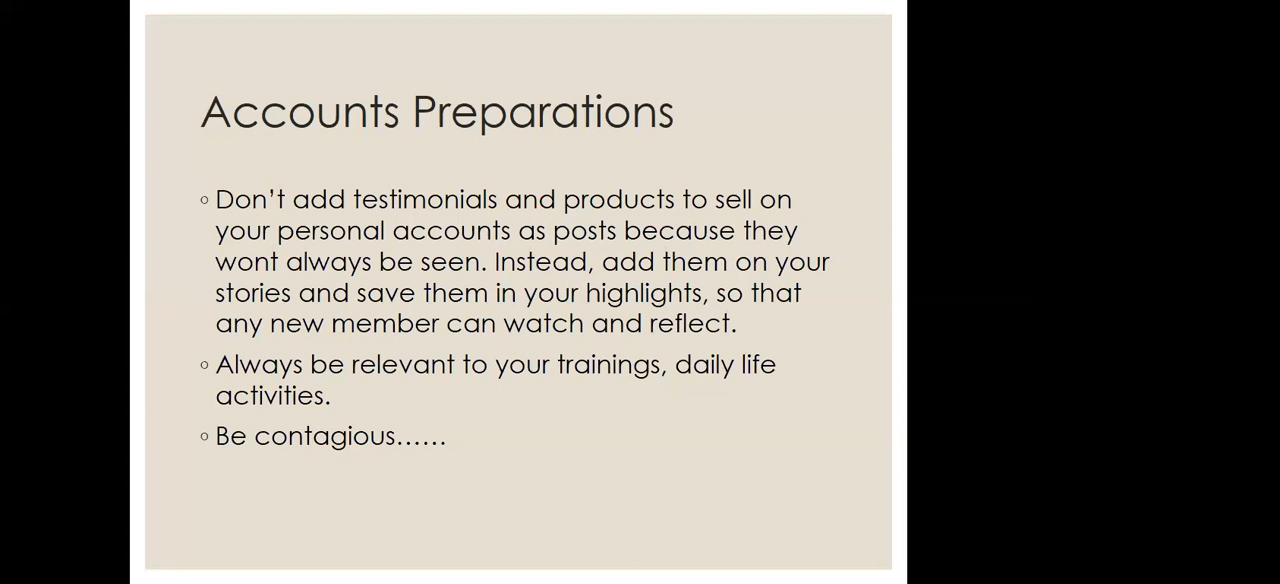 Accounts Preparations
◦ Don’t add testimonials and products to sell on
your personal accounts as posts because they
wont always be seen. Instead, add them on your
stories and save them in your highlights, so that
any new member can watch and reflect.
◦ Always be relevant to your trainings, daily life
activities.
◦ Be contagious……